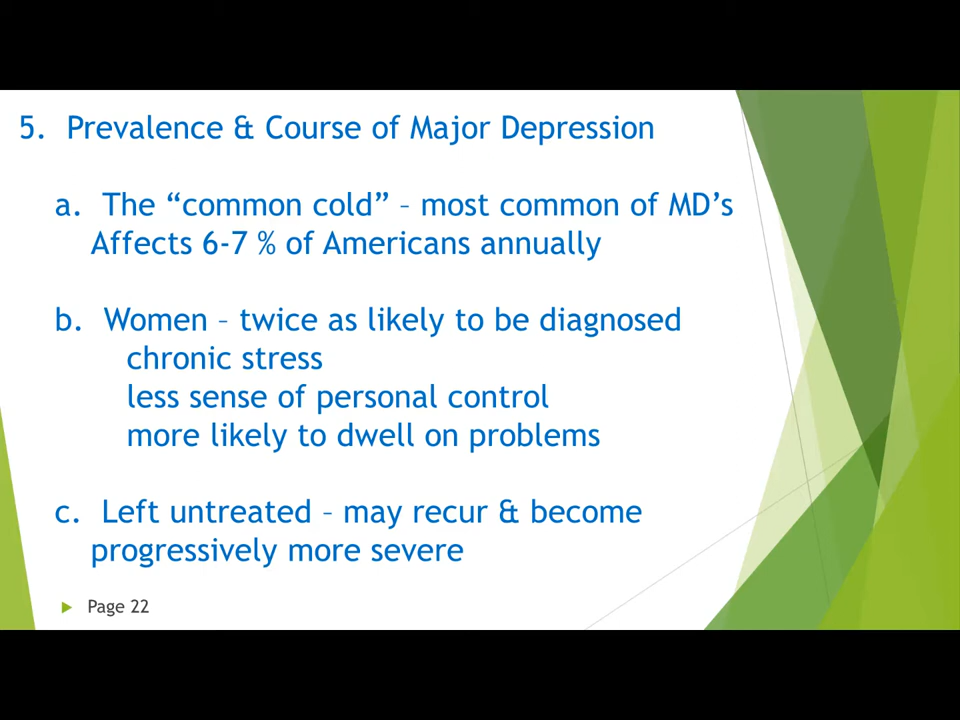 5. Prevalence & Course of Major Depression
a. The “common cold” – most common of MD’s
Affects 6-7 % of Americans annually
b. Women – twice as likely to be diagnosed
chronic stress
less sense of personal control
more likely to dwell on problems
c. Left untreated – may recur & become
progressively more severe
Page 22